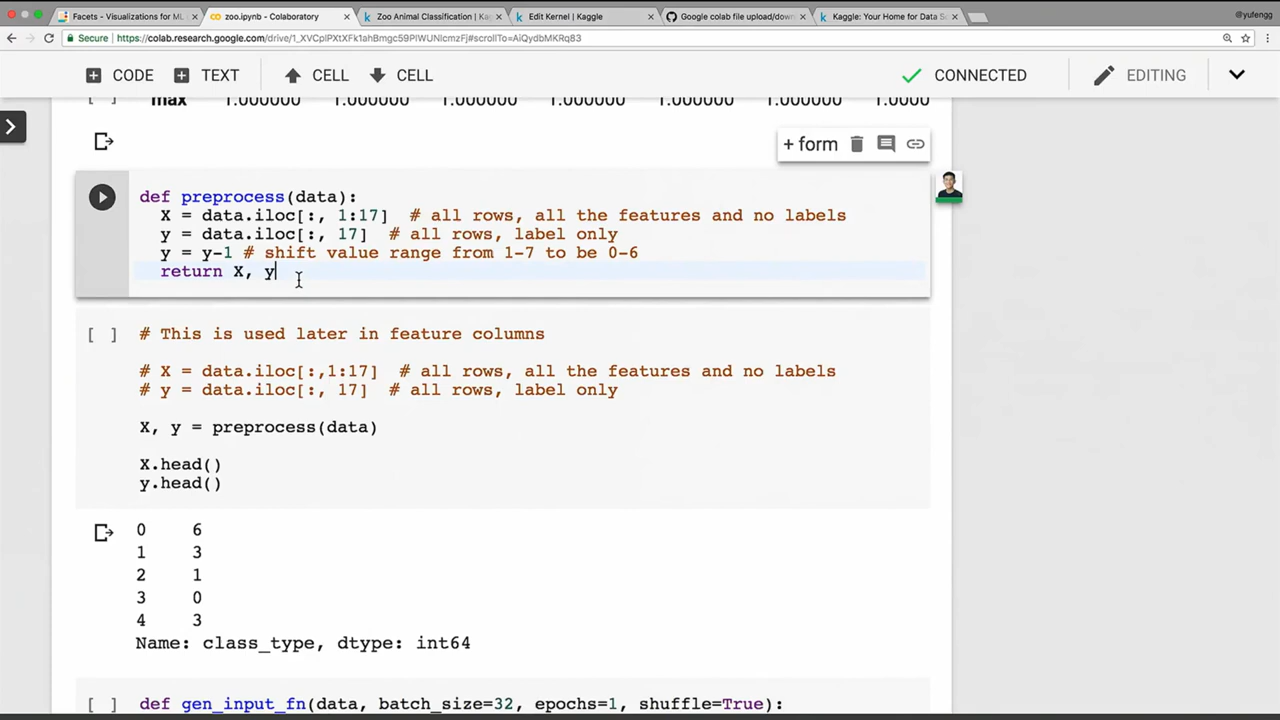 Facets - Visualizations for ML
zoo.ipynb - Colaboratory
Zoo Animal Classification | Ka
Edit Kernel | Kaggle
Google colab file upload/down
Kaggle: Your Home for Data S
@yufengg
Secure
https://colab.research.google.com/drive/1_XVCplPXtXFk1ahBmgc59PlWUNlcmzFj#scrollTo=AiQydbMKRq83
CODE TEXT CELL CELL CONNECTED EDITING
max 1.000000 1.000000 1.000000 1.000000 1.000000 1.000000 1.0000
+ form
def preprocess(data):
X = data.iloc[:, 1:17] # all rows, all the features and no labels
y = data.iloc[:, 17] # all rows, label only
y = y-1 # shift value range from 1-7 to be 0-6
return X, y
[ ] # This is used later in feature columns
# X = data.iloc[:,1:17] # all rows, all the features and no labels
# y = data.iloc[:, 17] # all rows, label only
X, y = preprocess(data)
X.head()
y.head()
0 6
1 3
2 1
3 0
4 3
Name: class_type, dtype: int64
[ ] def gen_input_fn(data, batch_size=32, epochs=1, shuffle=True):